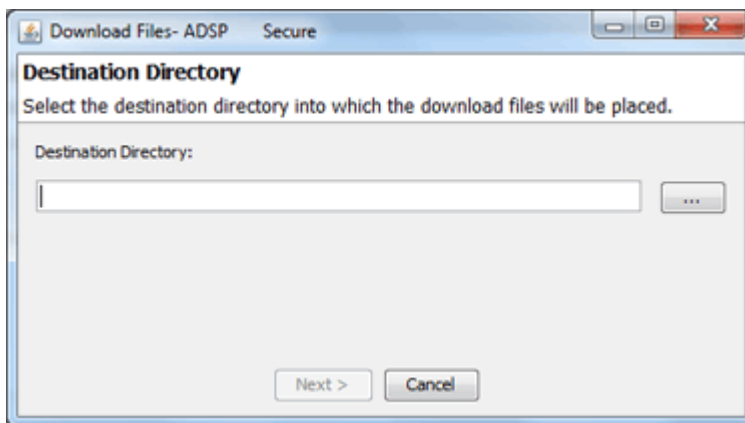 Download Files- ADSP Secure
Destination Directory
Select the destination directory into which the download files will be placed.
Destination Directory:
...
Next > Cancel